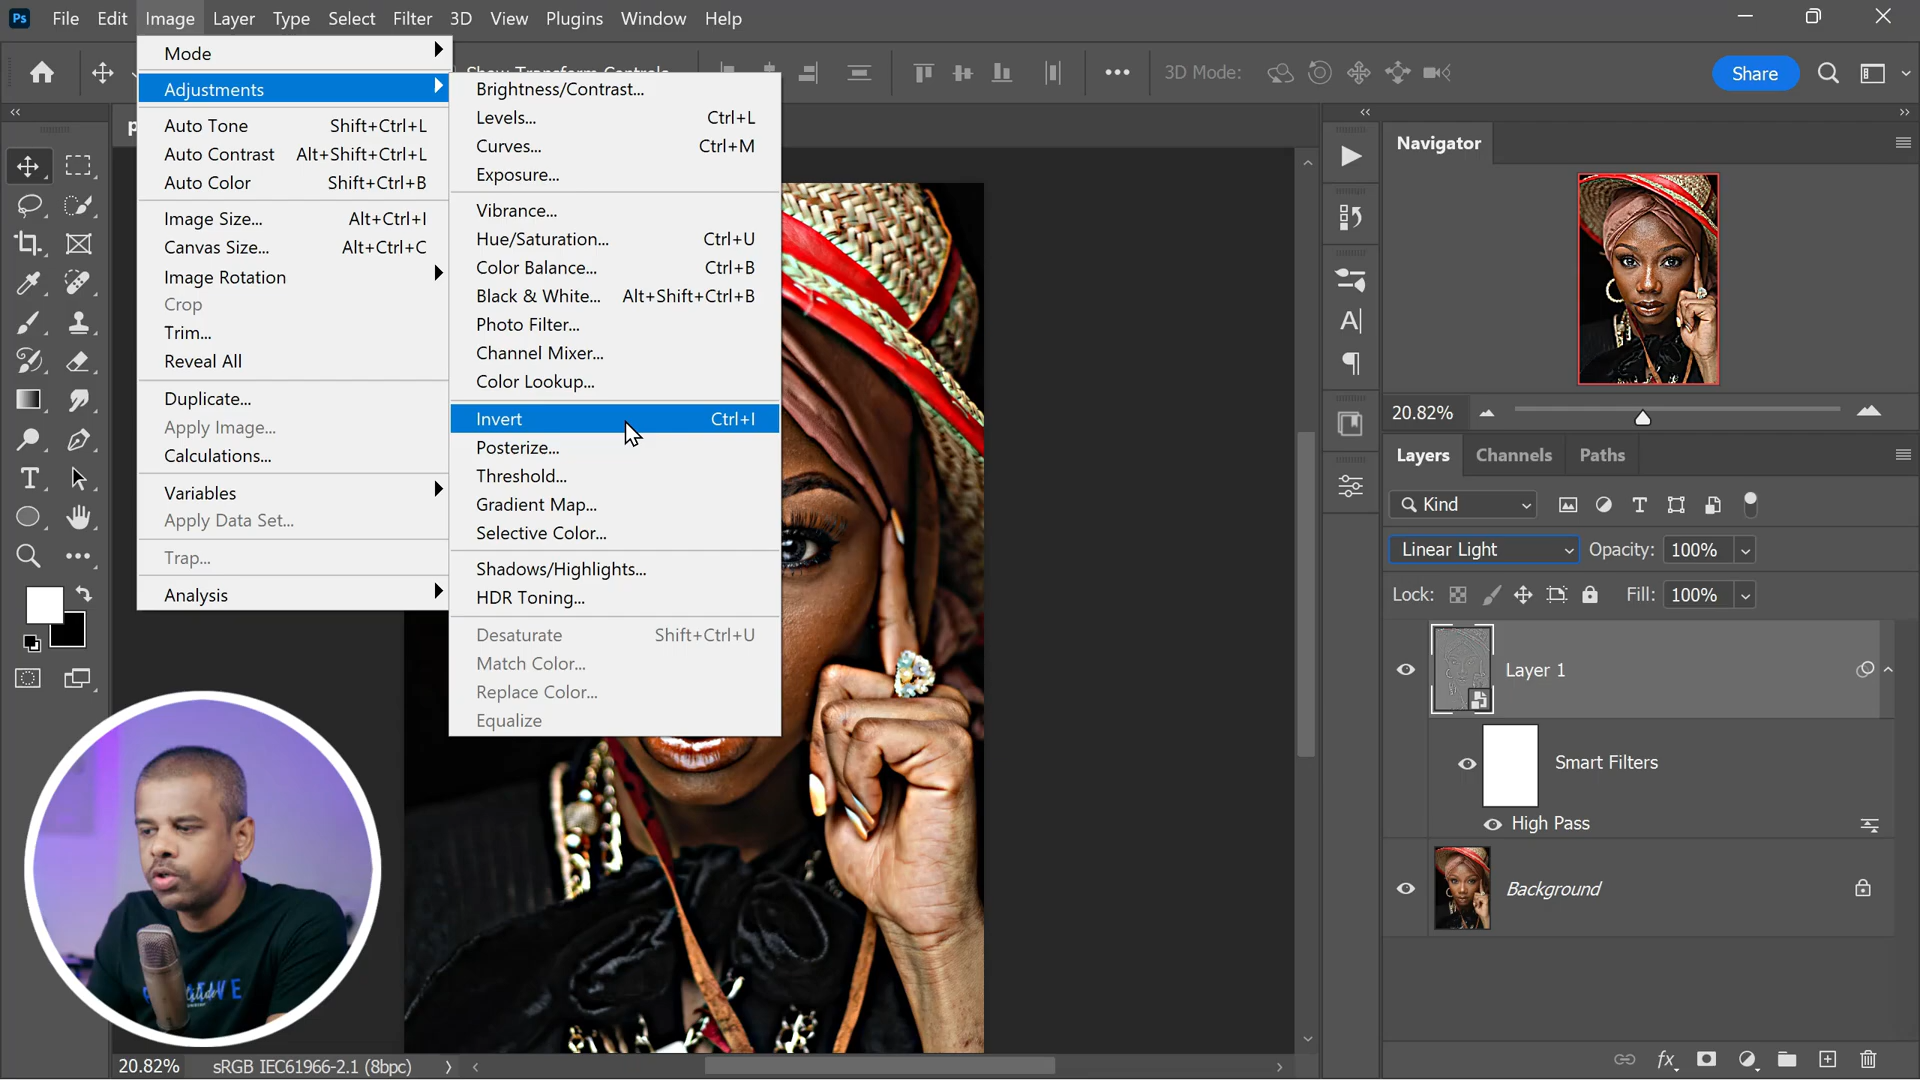 Ps File Edit Image Layer Type Select Filter 3D View Plugins Window Help
3D Mode:
Share
Mode
Adjustments
Auto Tone Shift+Ctrl+L
Auto Contrast Alt+Shift+Ctrl+L
Auto Color Shift+Ctrl+B
Image Size... Alt+Ctrl+I
Canvas Size... Alt+Ctrl+C
Image Rotation
Crop
Trim...
Reveal All
Duplicate...
Apply Image...
Calculations...
Variables
Apply Data Set...
Trap...
Analysis
Brightness/Contrast...
Levels... Ctrl+L
Curves... Ctrl+M
Exposure...
Vibrance...
Hue/Saturation... Ctrl+U
Color Balance... Ctrl+B
Black & White... Alt+Shift+Ctrl+B
Photo Filter...
Channel Mixer...
Color Lookup...
Invert Ctrl+I
Posterize...
Threshold...
Gradient Map...
Selective Color...
Shadows/Highlights...
HDR Toning...
Desaturate Shift+Ctrl+U
Match Color...
Replace Color...
Equalize
Navigator
20.82%
Layers Channels Paths
Kind
Linear Light Opacity: 100%
Lock: Fill: 100%
Layer 1
Smart Filters
High Pass
Background
20.82% sRGB IEC61966-2.1 (8bpc)